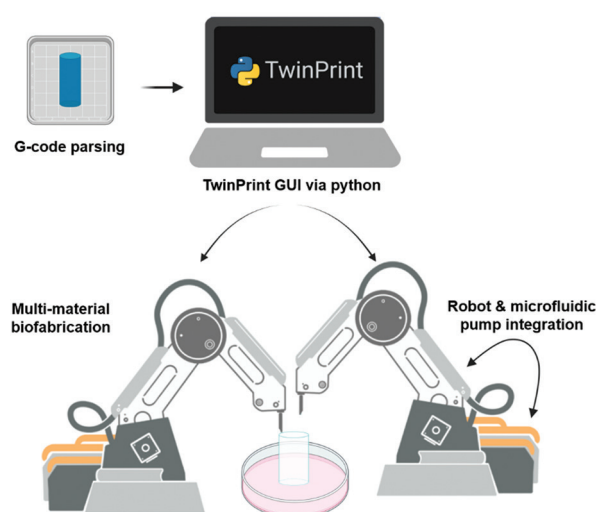 TwinPrint
G-code parsing
TwinPrint GUI via python
Multi-material
biofabrication
Robot & microfluidic
pump integration